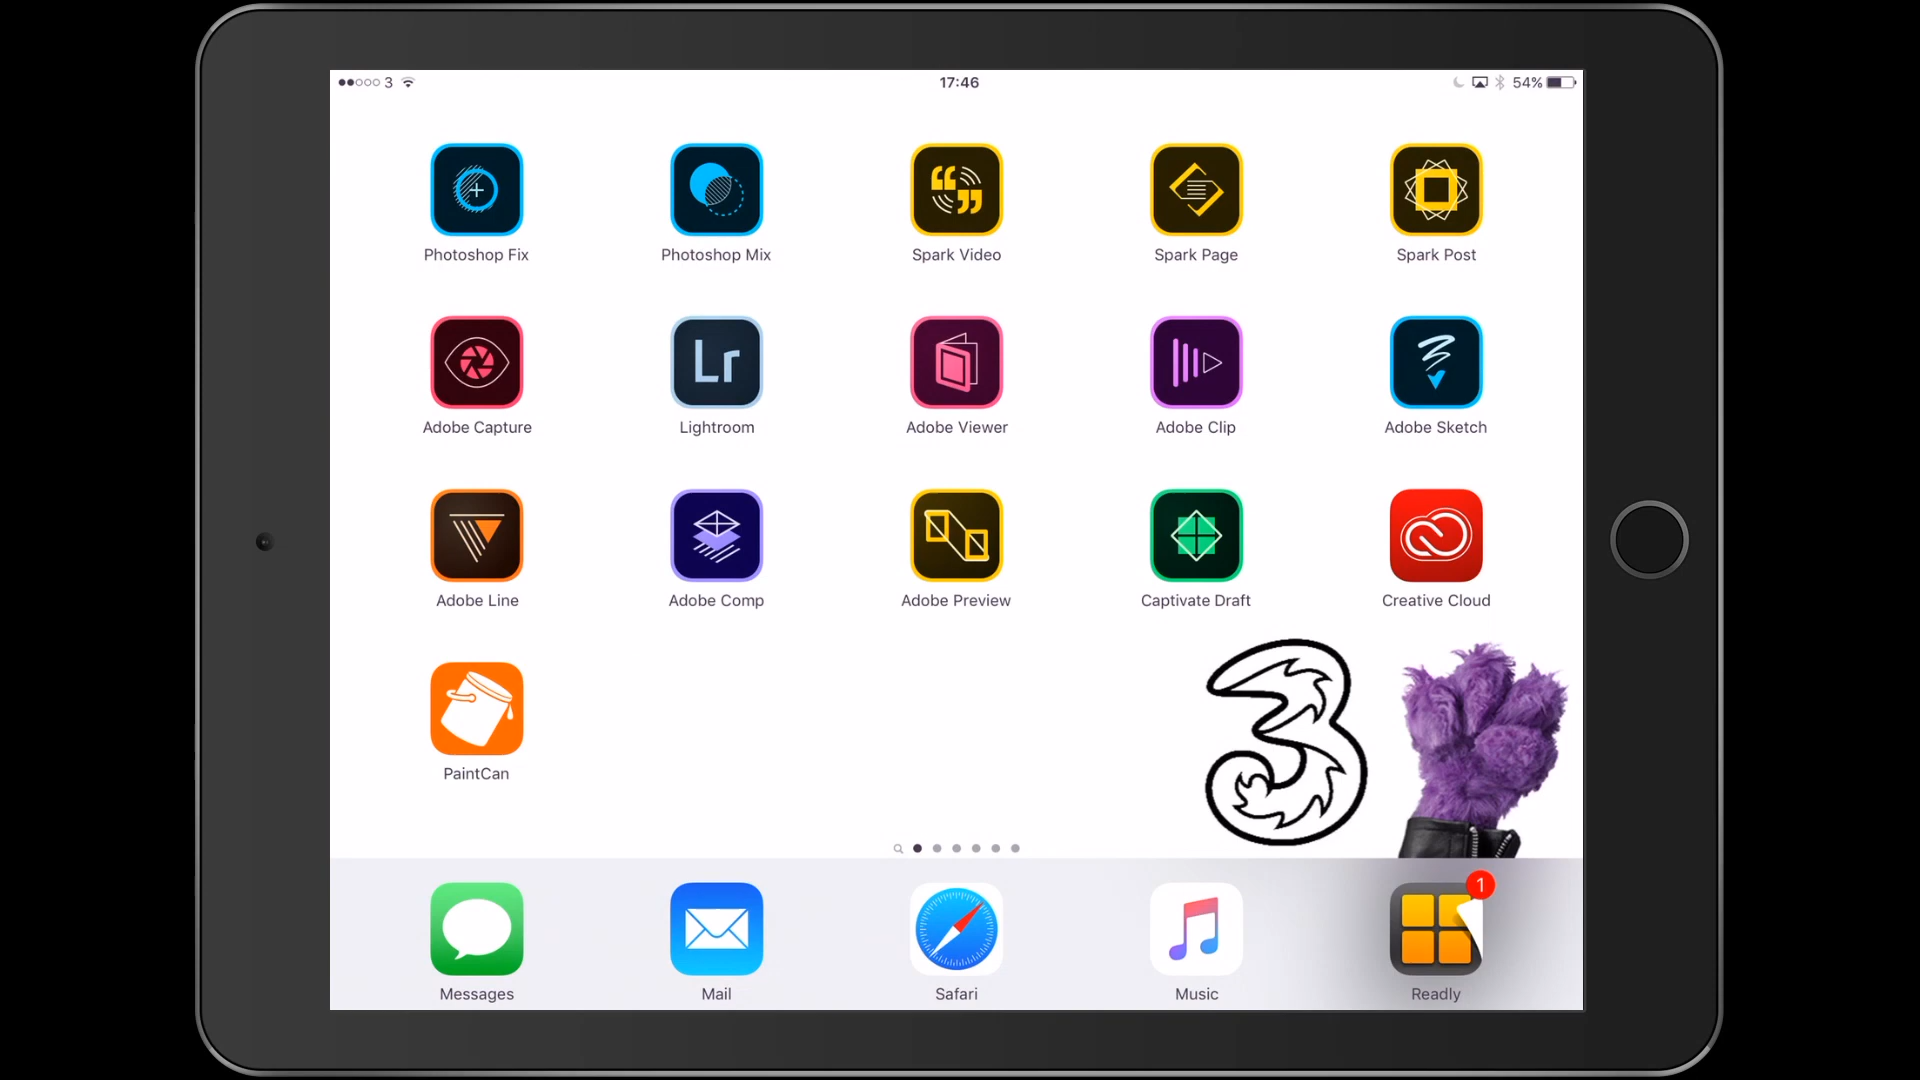 3 17:46 54%
Photoshop Fix Photoshop Mix Spark Video Spark Page Spark Post
Lr
Adobe Capture Lightroom Adobe Viewer Adobe Clip Adobe Sketch
Adobe Line Adobe Comp Adobe Preview Captivate Draft Creative Cloud
3
PaintCan
1
Messages Mail Safari Music Readly